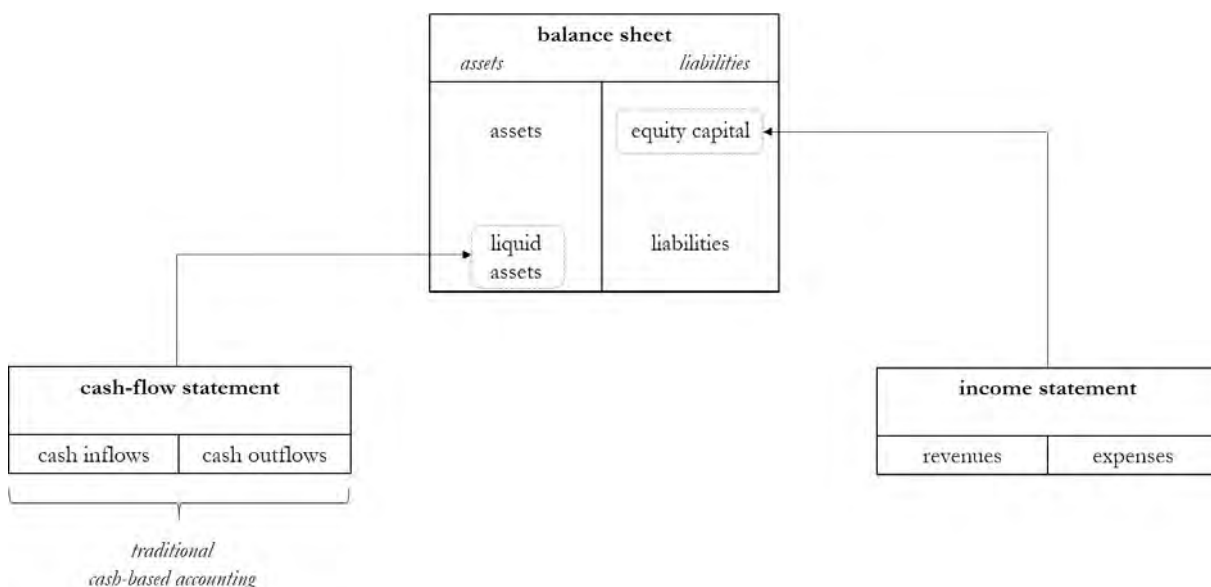 balance sheet
assets liabilities
assets equity capital
liquid
assets
liabilities
cash-flow statement
cash inflows cash outflows
income statement
revenues expenses
traditional
cash-based accounting